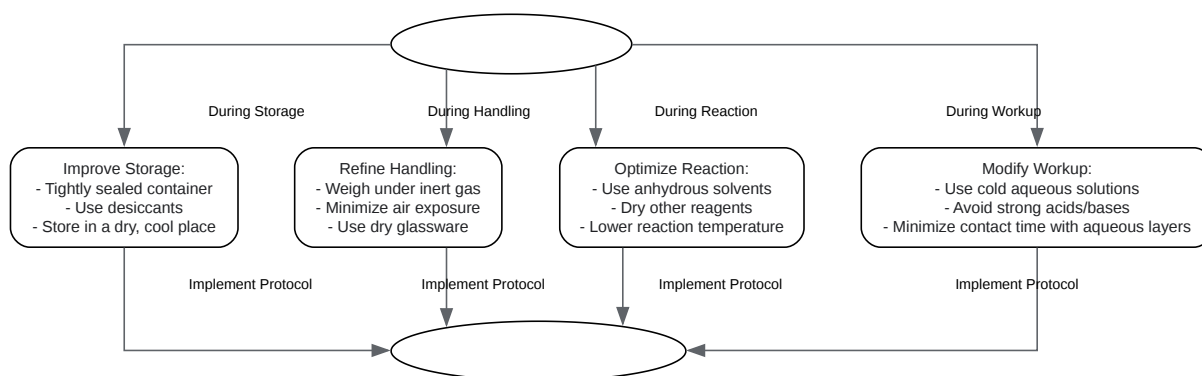 During Storage
During Handling
During Reaction
During Workup
Improve Storage:
- Tightly sealed container
- Use desiccants
- Store in a dry, cool place
Refine Handling:
- Weigh under inert gas
- Minimize air exposure
- Use dry glassware
Optimize Reaction:
- Use anhydrous solvents
- Dry other reagents
- Lower reaction temperature
Modify Workup:
- Use cold aqueous solutions
- Avoid strong acids/bases
- Minimize contact time with aqueous layers
Implement Protocol
Implement Protocol
Implement Protocol
Implement Protocol